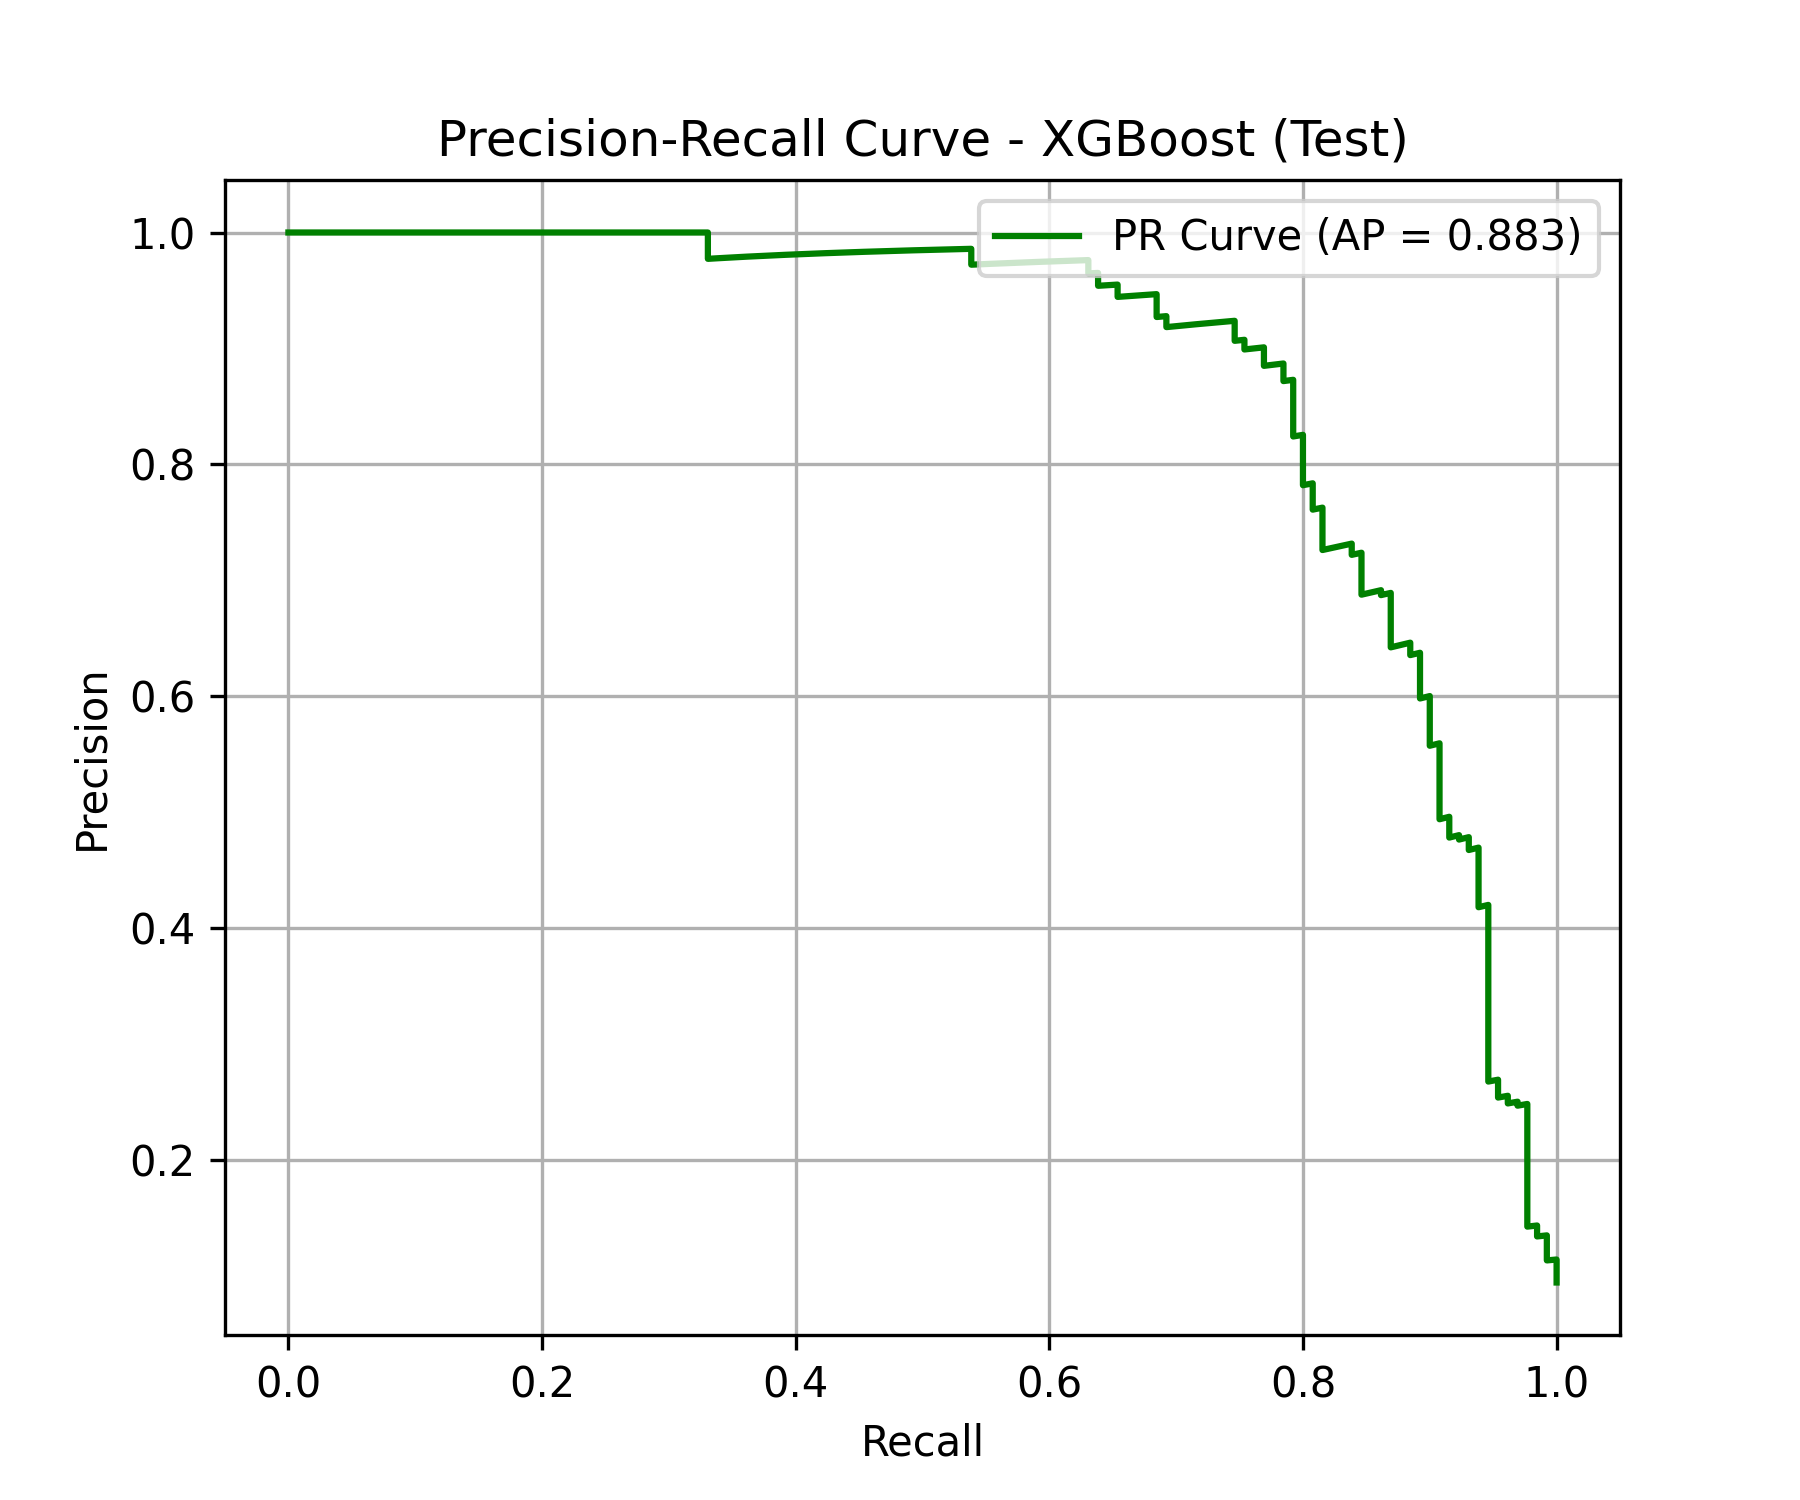 Precision-Recall Curve - XGBoost (Test)
PR Curve (AP = 0.883)
1.0
0.8
0.6
0.4
0.2
Precision
0.0 0.2 0.4 0.6 0.8 1.0
Recall